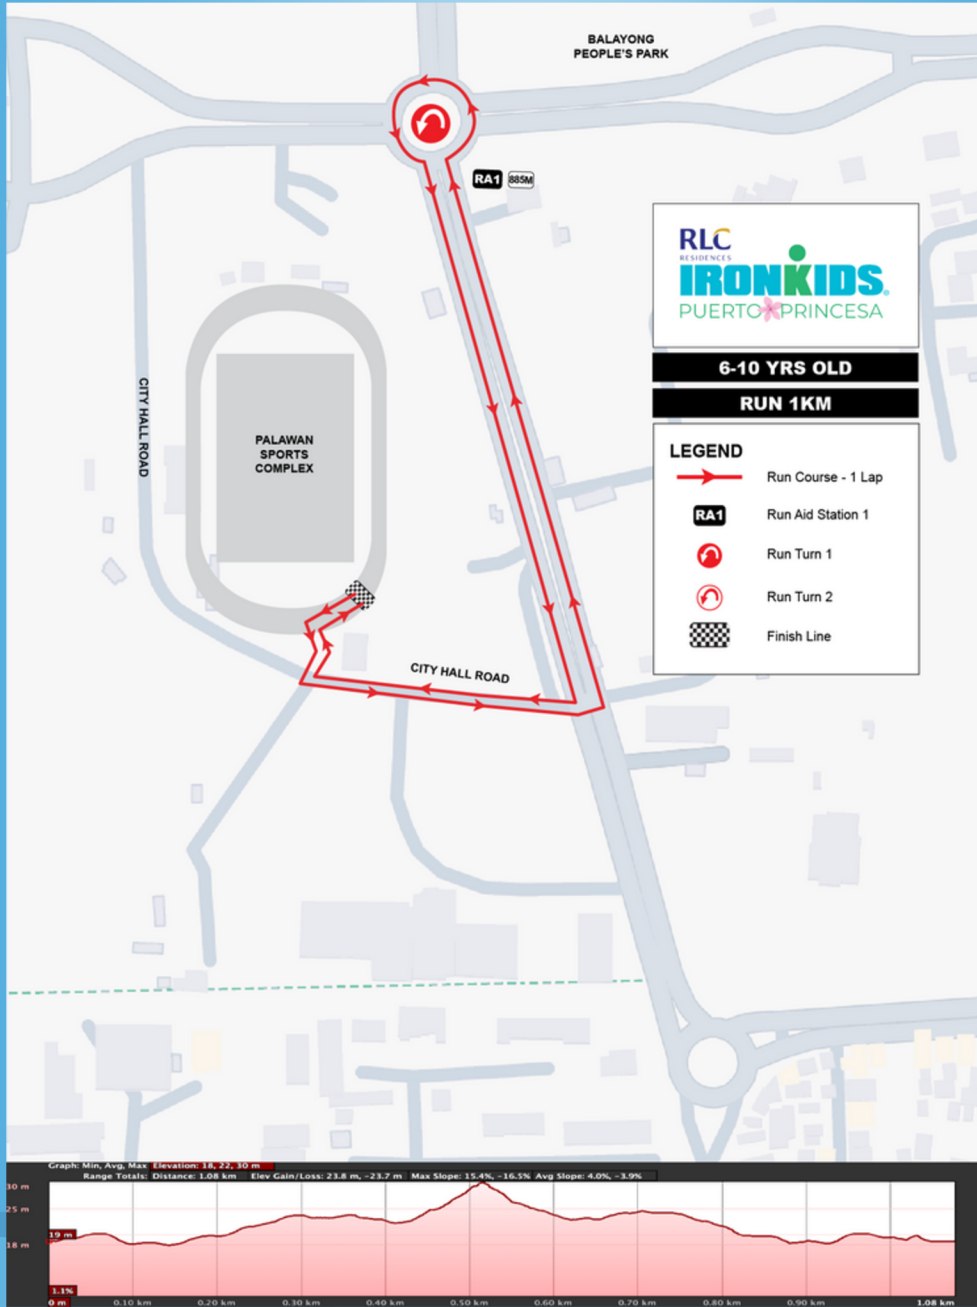 BALAYONG
PEOPLE'S PARK
RA1 885M
RLC
RESIDENCES
IRONKIDS
PUERTO PRINCESA
6-10 YRS OLD
RUN 1KM
LEGEND
Run Course - 1 Lap
RA1 Run Aid Station 1
Run Turn 1
Run Turn 2
Finish Line
CITY HALL ROAD
PALAWAN
SPORTS
COMPLEX
CITY HALL ROAD
Graph: Min, Avg, Max Elevation: 18, 22, 30 m
Range Totals: Distance: 1.08 km Elev Gain/Loss: 23.8 m, -23.7 m Max Slope: 15.4%, -16.5% Avg Slope: 4.0%, -3.9%
30 m
25 m
19 m
18 m
1.1%
0 m 0.10 km 0.20 km 0.30 km 0.40 km 0.50 km 0.60 km 0.70 km 0.80 km 0.90 km 1.08 km